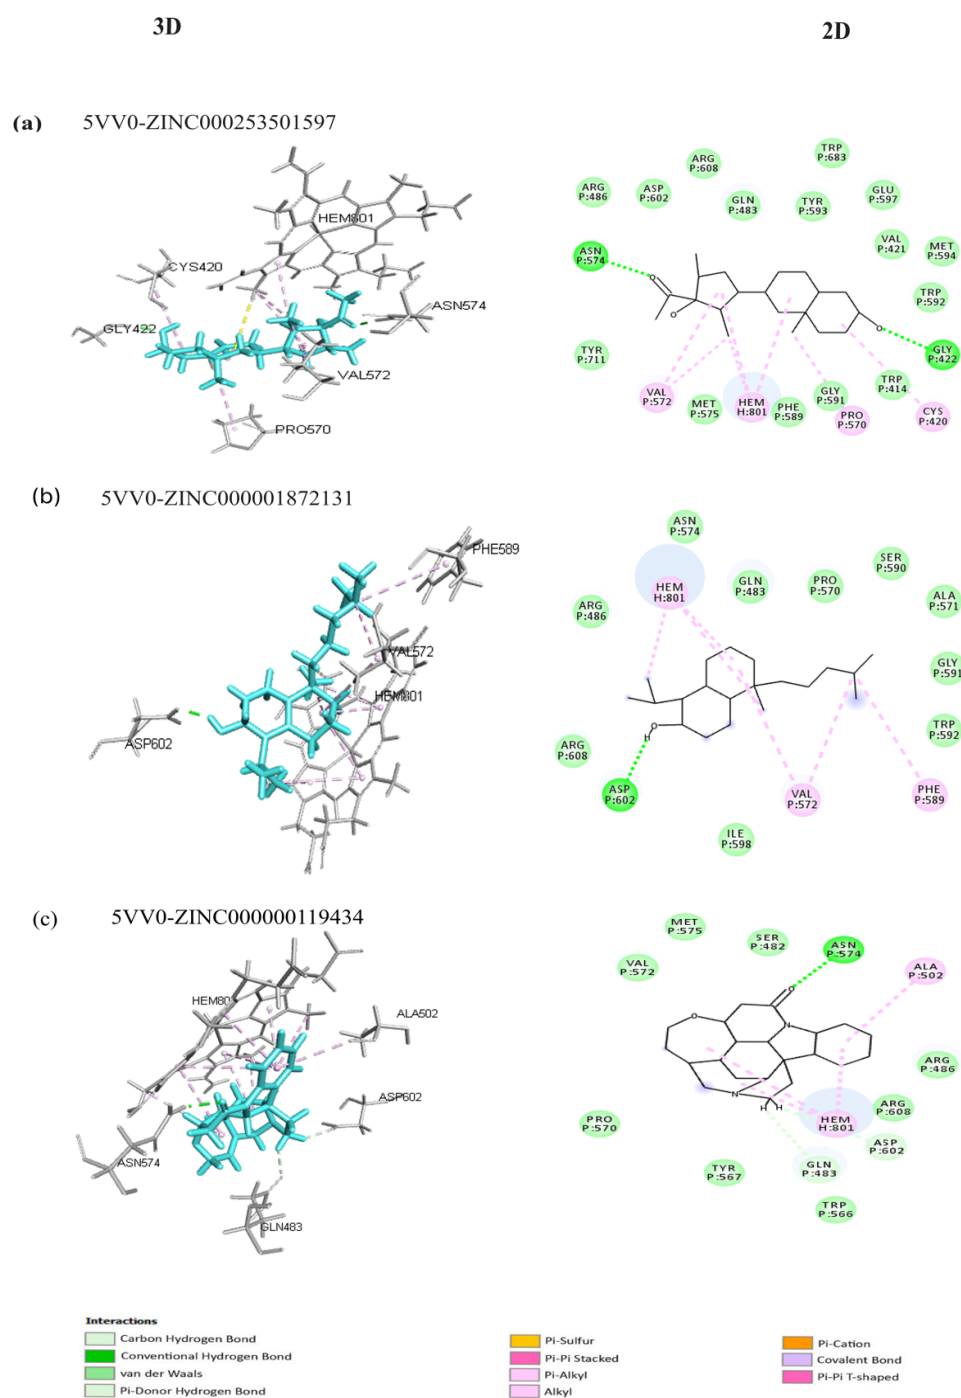 3D
2D
(a) 5VV0-ZINC000253501597
HEM801
CYS420
GLY422
ASN574
VAL572
PRO570
TRP
P:683
ARG
P:608
ARG
P:486
ASP
P:602
GLN
P:483
TYR
P:593
GLU
P:597
VAL
P:421
MET
P:594
ASN
P:574
O
O
O
TRP
P:592
GLY
P:422
TYR
P:711
VAL
P:572
MET
P:575
HEM
H:801
PHE
P:589
GLY
P:591
PRO
P:570
TRP
P:414
CYS
P:420
(b) 5VV0-ZINC000001872131
PHE589
VAL572
HEM801
ASP602
ASN
P:574
HEM
H:801
GLN
P:483
PRO
P:570
SER
P:590
ALA
P:571
ARG
P:486
GLY
P:591
TRP
P:592
H O
ARG
P:608
ASP
P:602
VAL
P:572
PHE
P:589
ILE
P:598
(c) 5VV0-ZINC000000119434
HEM80
ALA502
ASP602
ASN574
GLN483
MET
P:575
SER
P:482
ASN
P:574
VAL
P:572
ALA
P:502
O
O
N
N
H H
ARG
P:486
ARG
P:608
HEM
H:801
ASP
P:602
PRO
P:570
GLN
P:483
TYR
P:567
TRP
P:566
Interactions
Carbon Hydrogen Bond
Conventional Hydrogen Bond
van der Waals
Pi-Donor Hydrogen Bond
Pi-Sulfur
Pi-Pi Stacked
Pi-Alkyl
Alkyl
Pi-Cation
Covalent Bond
Pi-Pi T-shaped